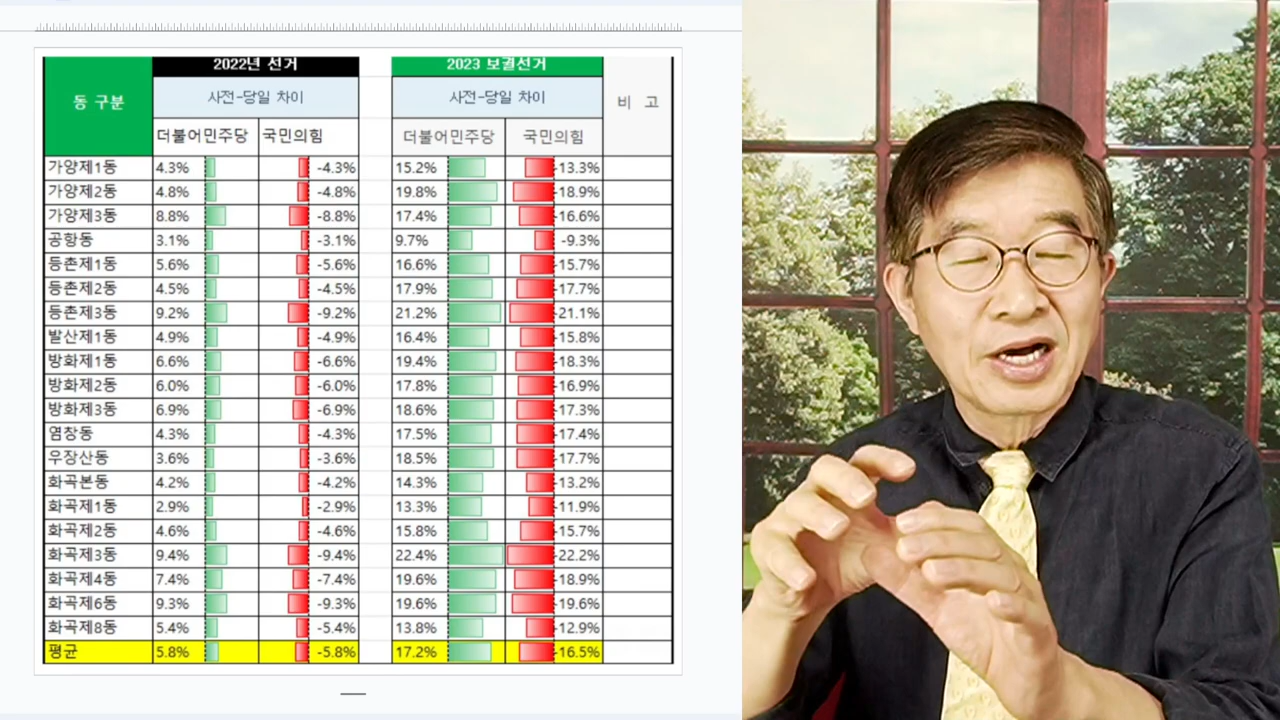 동 구분 2022년 선거 2023 보궐선거 비 고
사전-당일 차이 사전-당일 차이
더불어민주당 국민의힘 더불어민주당 국민의힘
가양제1동 4.3% -4.3% 15.2% -13.3%
가양제2동 4.8% -4.8% 19.8% -18.9%
가양제3동 8.8% -8.8% 17.4% -16.6%
공항동 3.1% -3.1% 9.7% -9.3%
등촌제1동 5.6% -5.6% 16.6% -15.7%
등촌제2동 4.5% -4.5% 17.9% -17.7%
등촌제3동 9.2% -9.2% 21.2% -21.1%
발산제1동 4.9% -4.9% 16.4% -15.8%
방화제1동 6.6% -6.6% 19.4% -18.3%
방화제2동 6.0% -6.0% 17.8% -16.9%
방화제3동 6.9% -6.9% 18.6% -17.3%
염창동 4.3% -4.3% 17.5% -17.4%
우장산동 3.6% -3.6% 18.5% -17.7%
화곡본동 4.2% -4.2% 14.3% -13.2%
화곡제1동 2.9% -2.9% 13.3% -11.9%
화곡제2동 4.6% -4.6% 15.8% -15.7%
화곡제3동 9.4% -9.4% 22.4% -22.2%
화곡제4동 7.4% -7.4% 19.6% -18.9%
화곡제6동 9.3% -9.3% 19.6% -19.6%
화곡제8동 5.4% -5.4% 13.8% -12.9%
평균 5.8% -5.8% 17.2% -16.5%